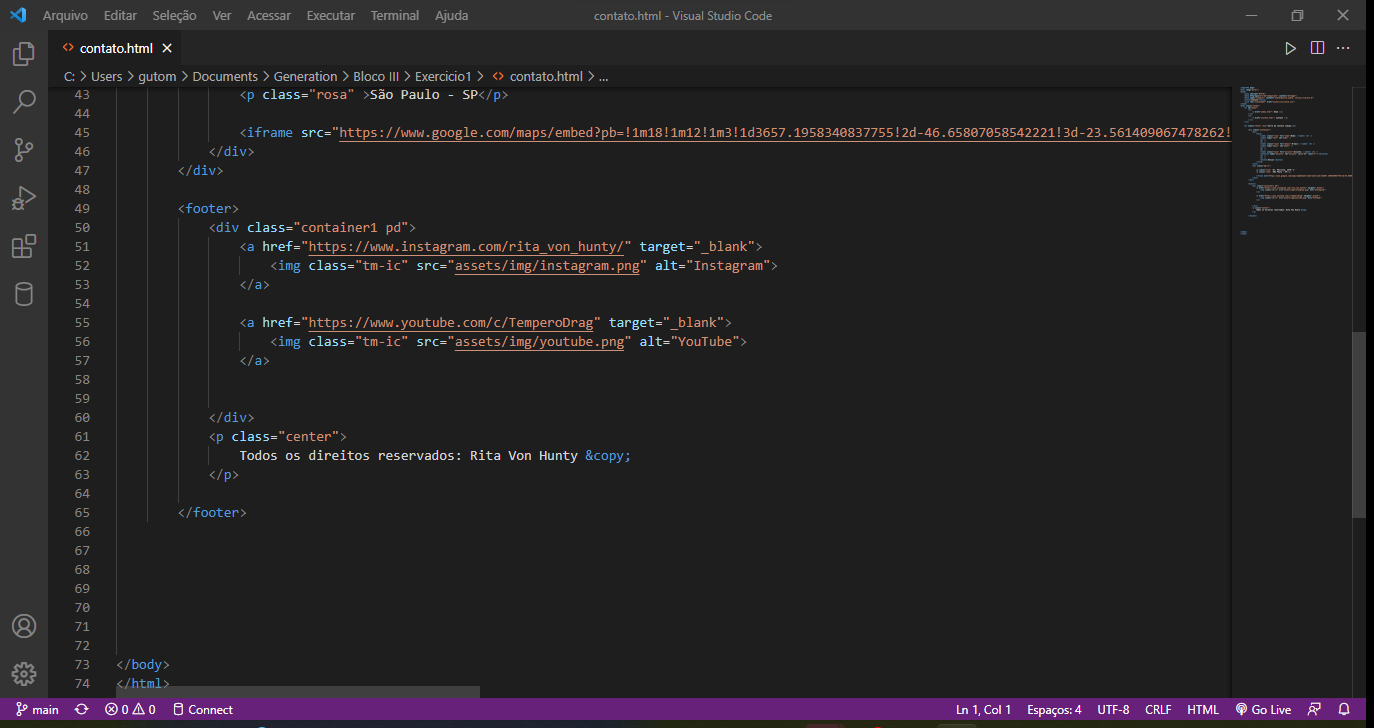 Arquivo Editar Seleção Ver Acessar Executar Terminal Ajuda contato.html - Visual Studio Code
<> contato.html
C: > Users > gutom > Documents > Generation > Bloco III > Exercicio1 > <> contato.html > ...
43 <p class="rosa" >São Paulo - SP</p>
44
45 <iframe src="https://www.google.com/maps/embed?pb=!1m18!1m12!1m3!1d3657.1958340837755!2d-46.65807058542221!3d-23.561409067478262!
46 </div>
47 </div>
48
49 <footer>
50 <div class="container1 pd">
51 <a href="https://www.instagram.com/rita_von_hunty/" target="_blank">
52 <img class="tm-ic" src="assets/img/instagram.png" alt="Instagram">
53 </a>
54
55 <a href="https://www.youtube.com/c/TemperoDrag" target="_blank">
56 <img class="tm-ic" src="assets/img/youtube.png" alt="YouTube">
57 </a>
58
59
60 </div>
61 <p class="center">
62 Todos os direitos reservados: Rita Von Hunty &copy;
63 </p>
64
65 </footer>
66
67
68
69
70
71
72
73 </body>
74 </html>
main 0 0 Connect Ln 1, Col 1 Espaços: 4 UTF-8 CRLF HTML Go Live